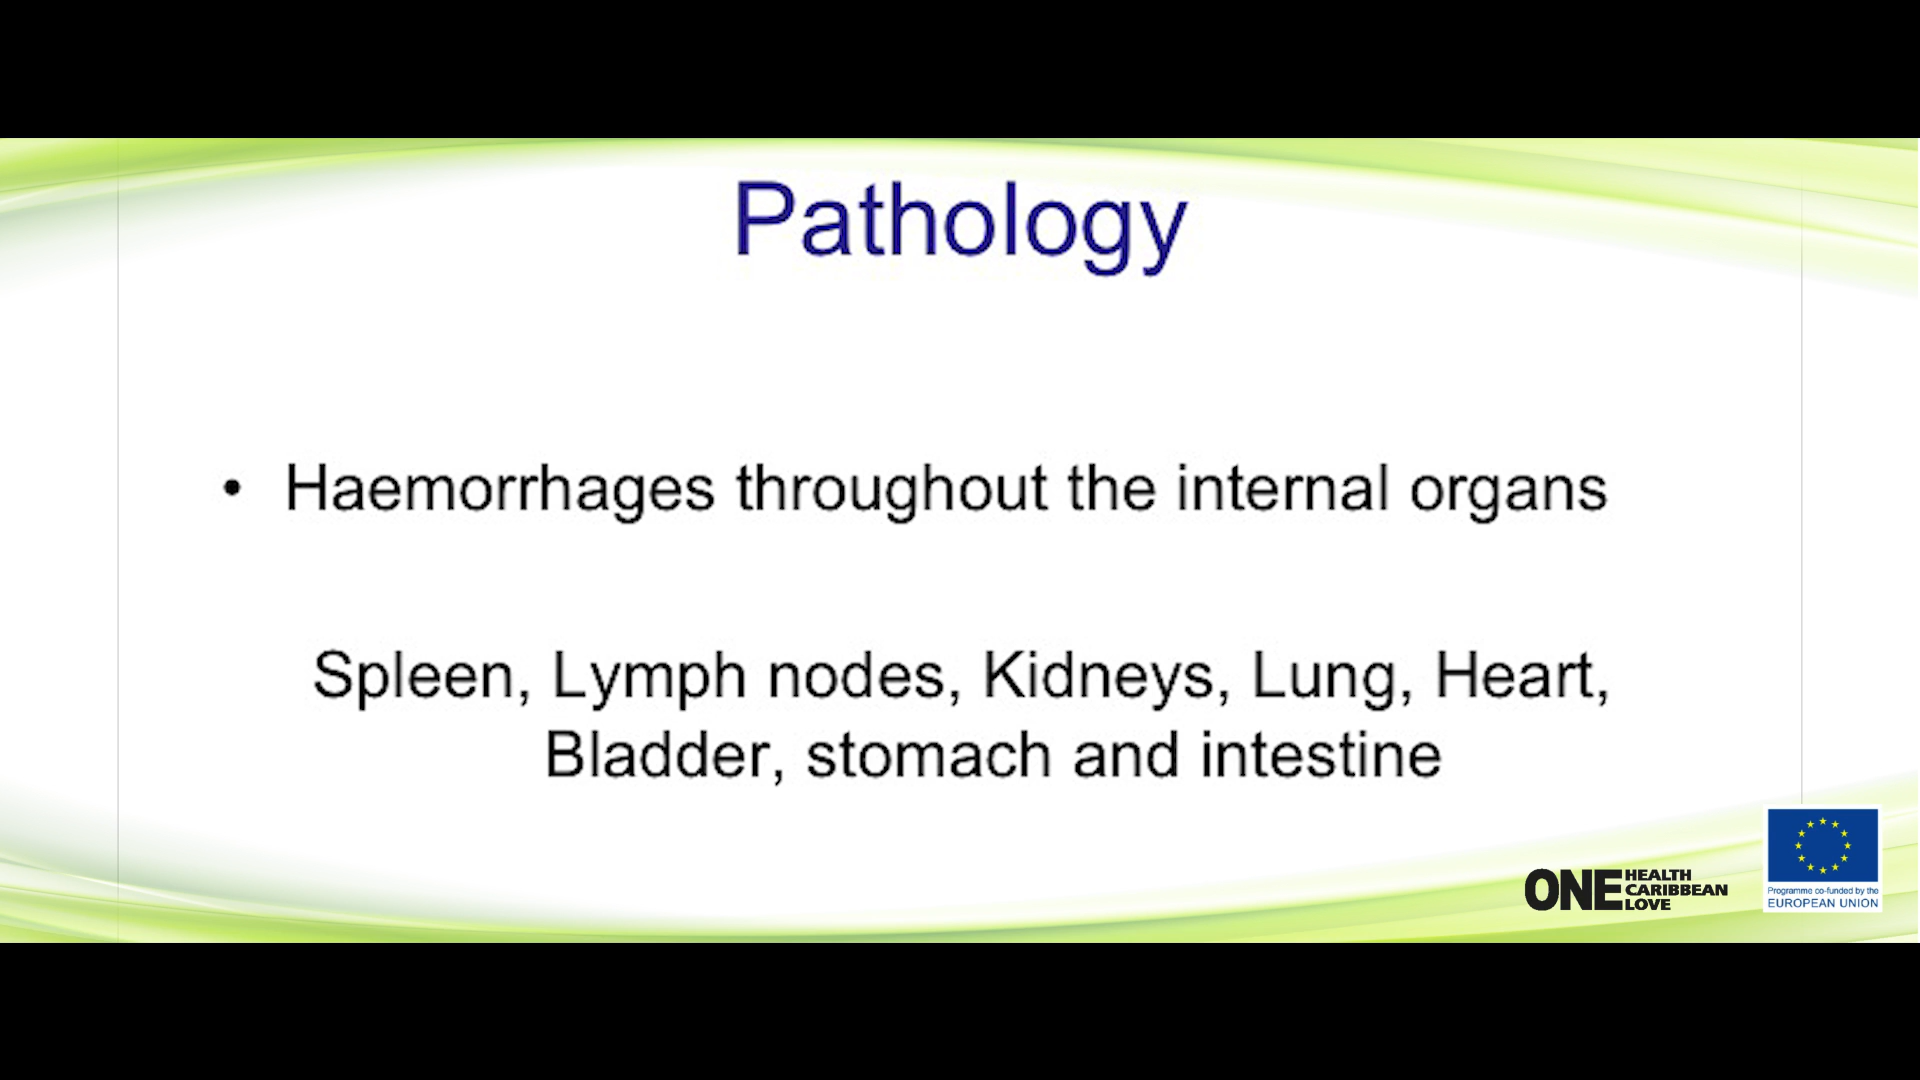 Pathology
• Haemorrhages throughout the internal organs
Spleen, Lymph nodes, Kidneys, Lung, Heart,
Bladder, stomach and intestine
ONE HEALTH
CARIBBEAN
LOVE
Programme co-funded by the
EUROPEAN UNION